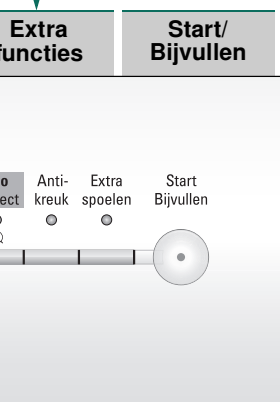 Extra
functies
Start/
Bijvullen
Anti-
kreuk
Extra
spoelen
Start
Bijvullen